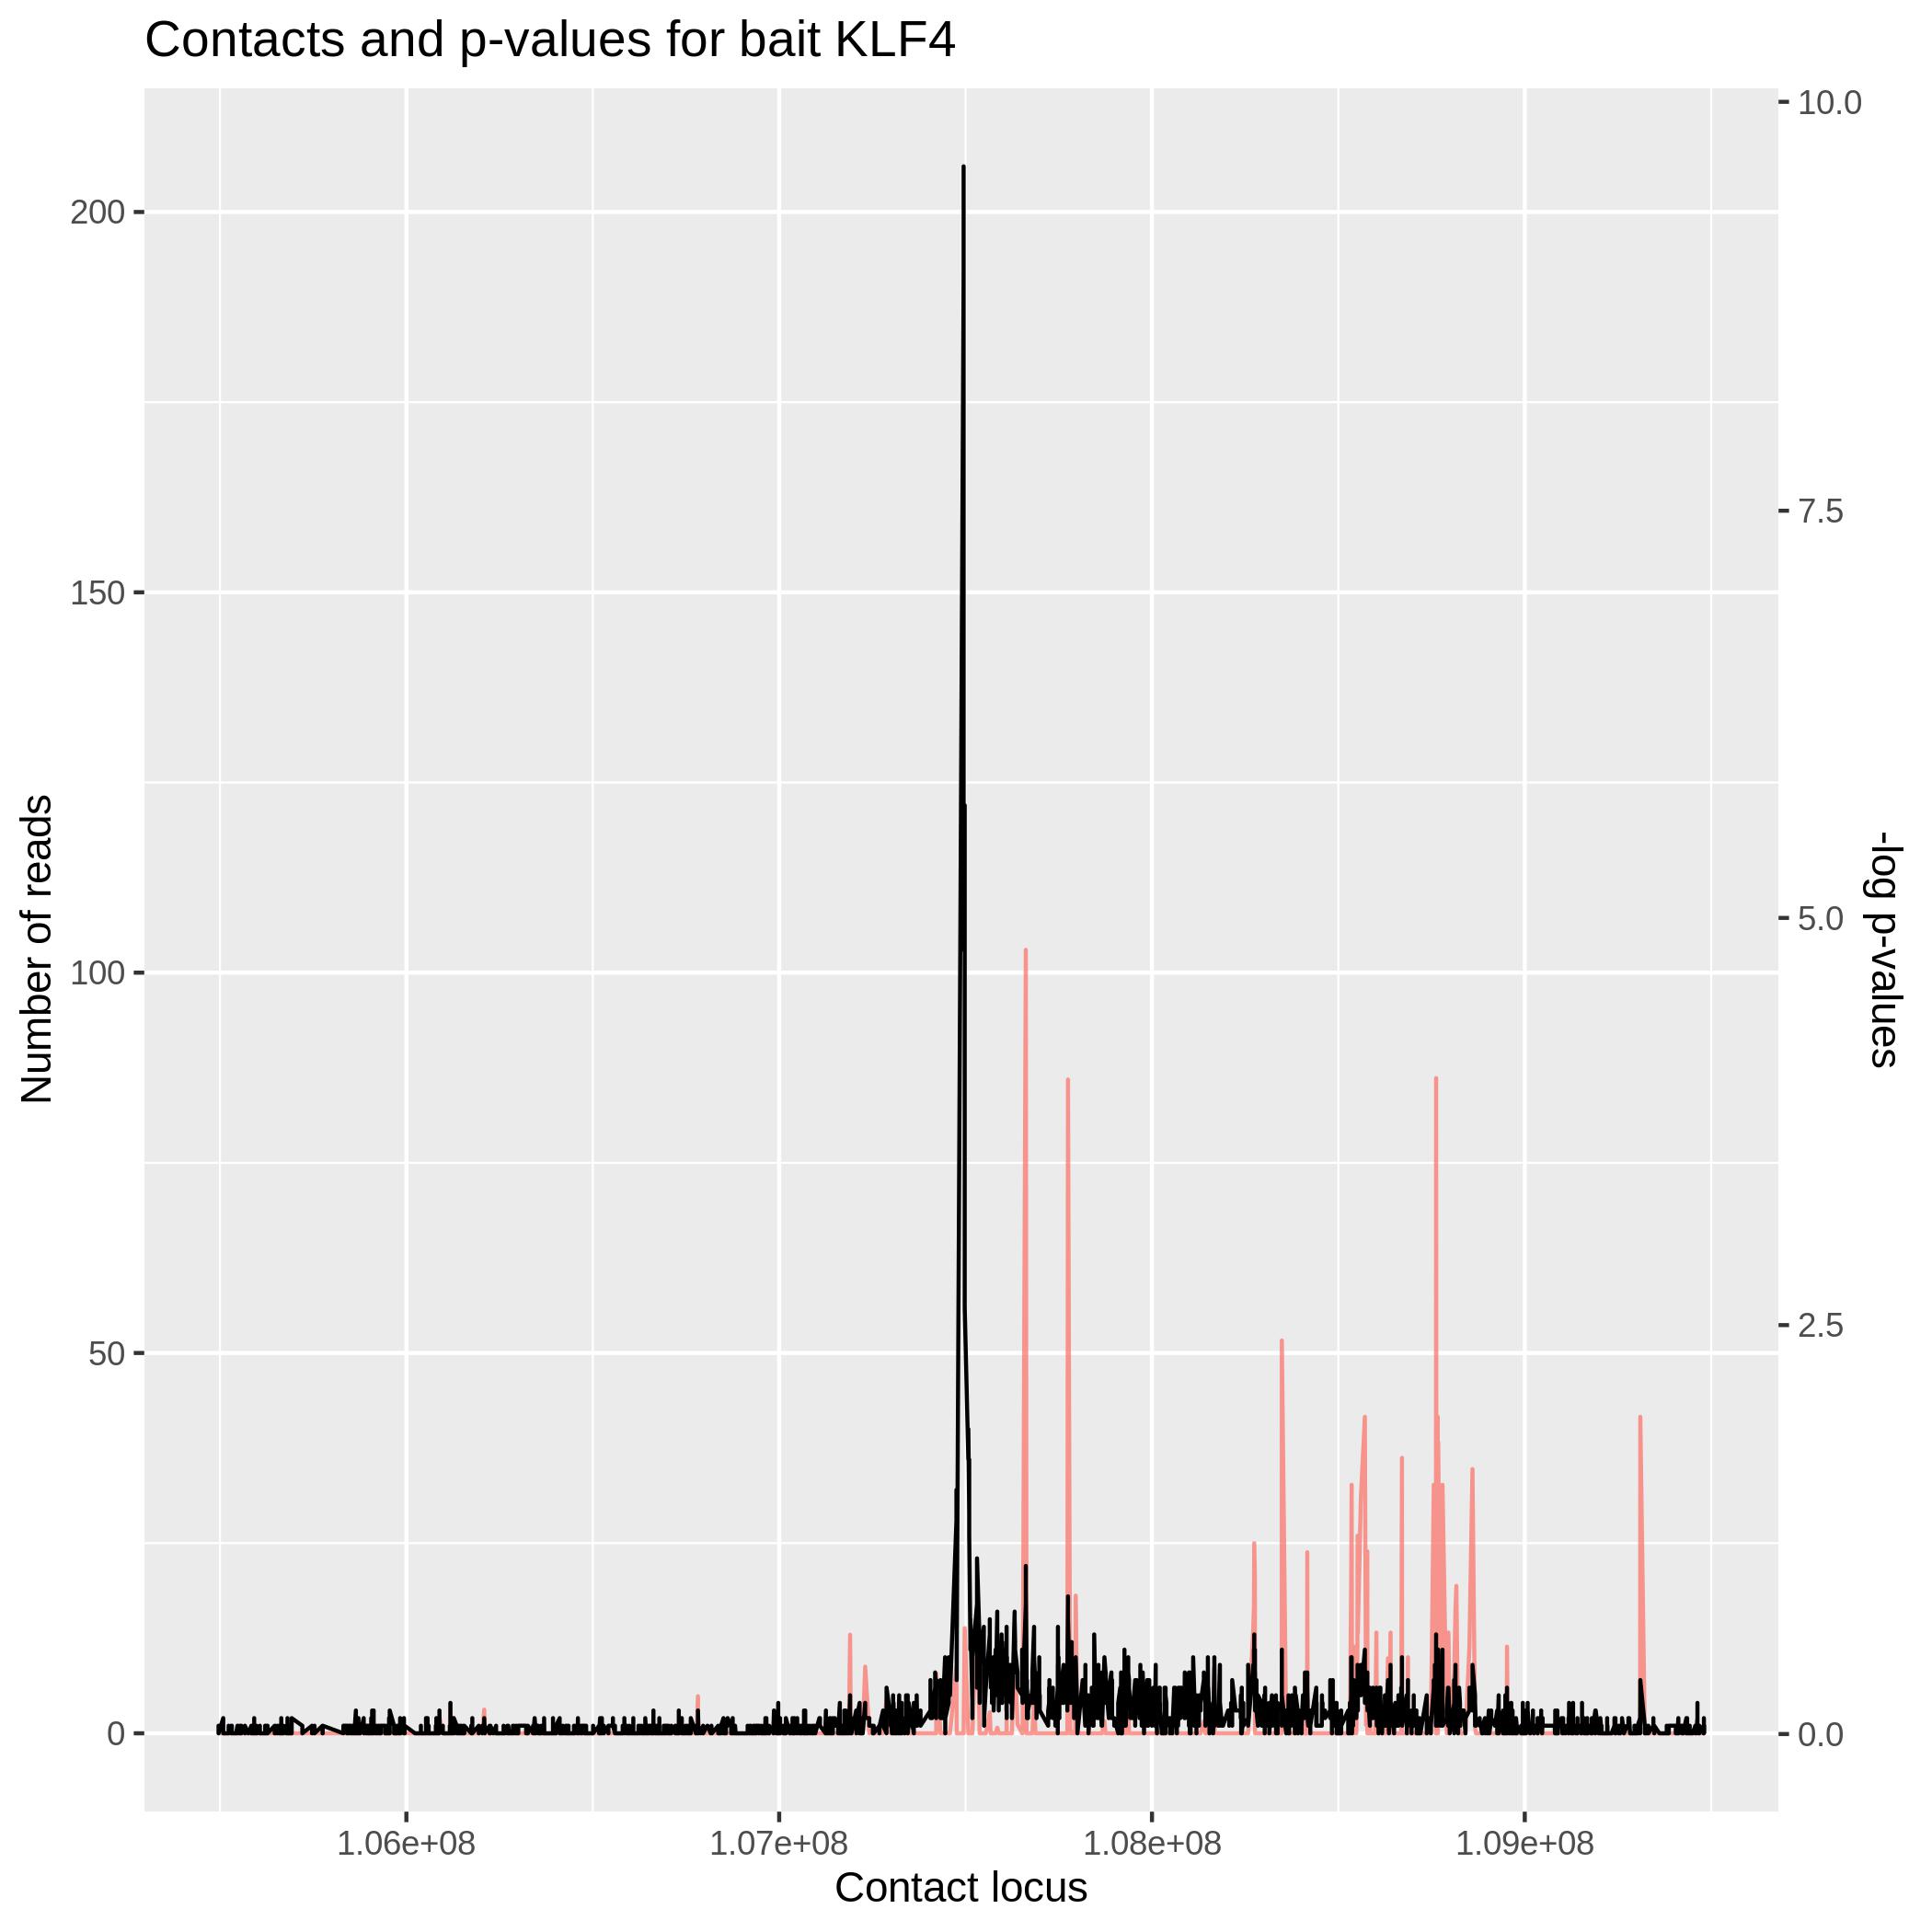 Contacts and p-values for bait KLF4
Number of reads
200
150
100
50
0
10.0
7.5
5.0
2.5
0.0
-log p-values
1.06e+08
1.07e+08
1.08e+08
1.09e+08
Contact locus